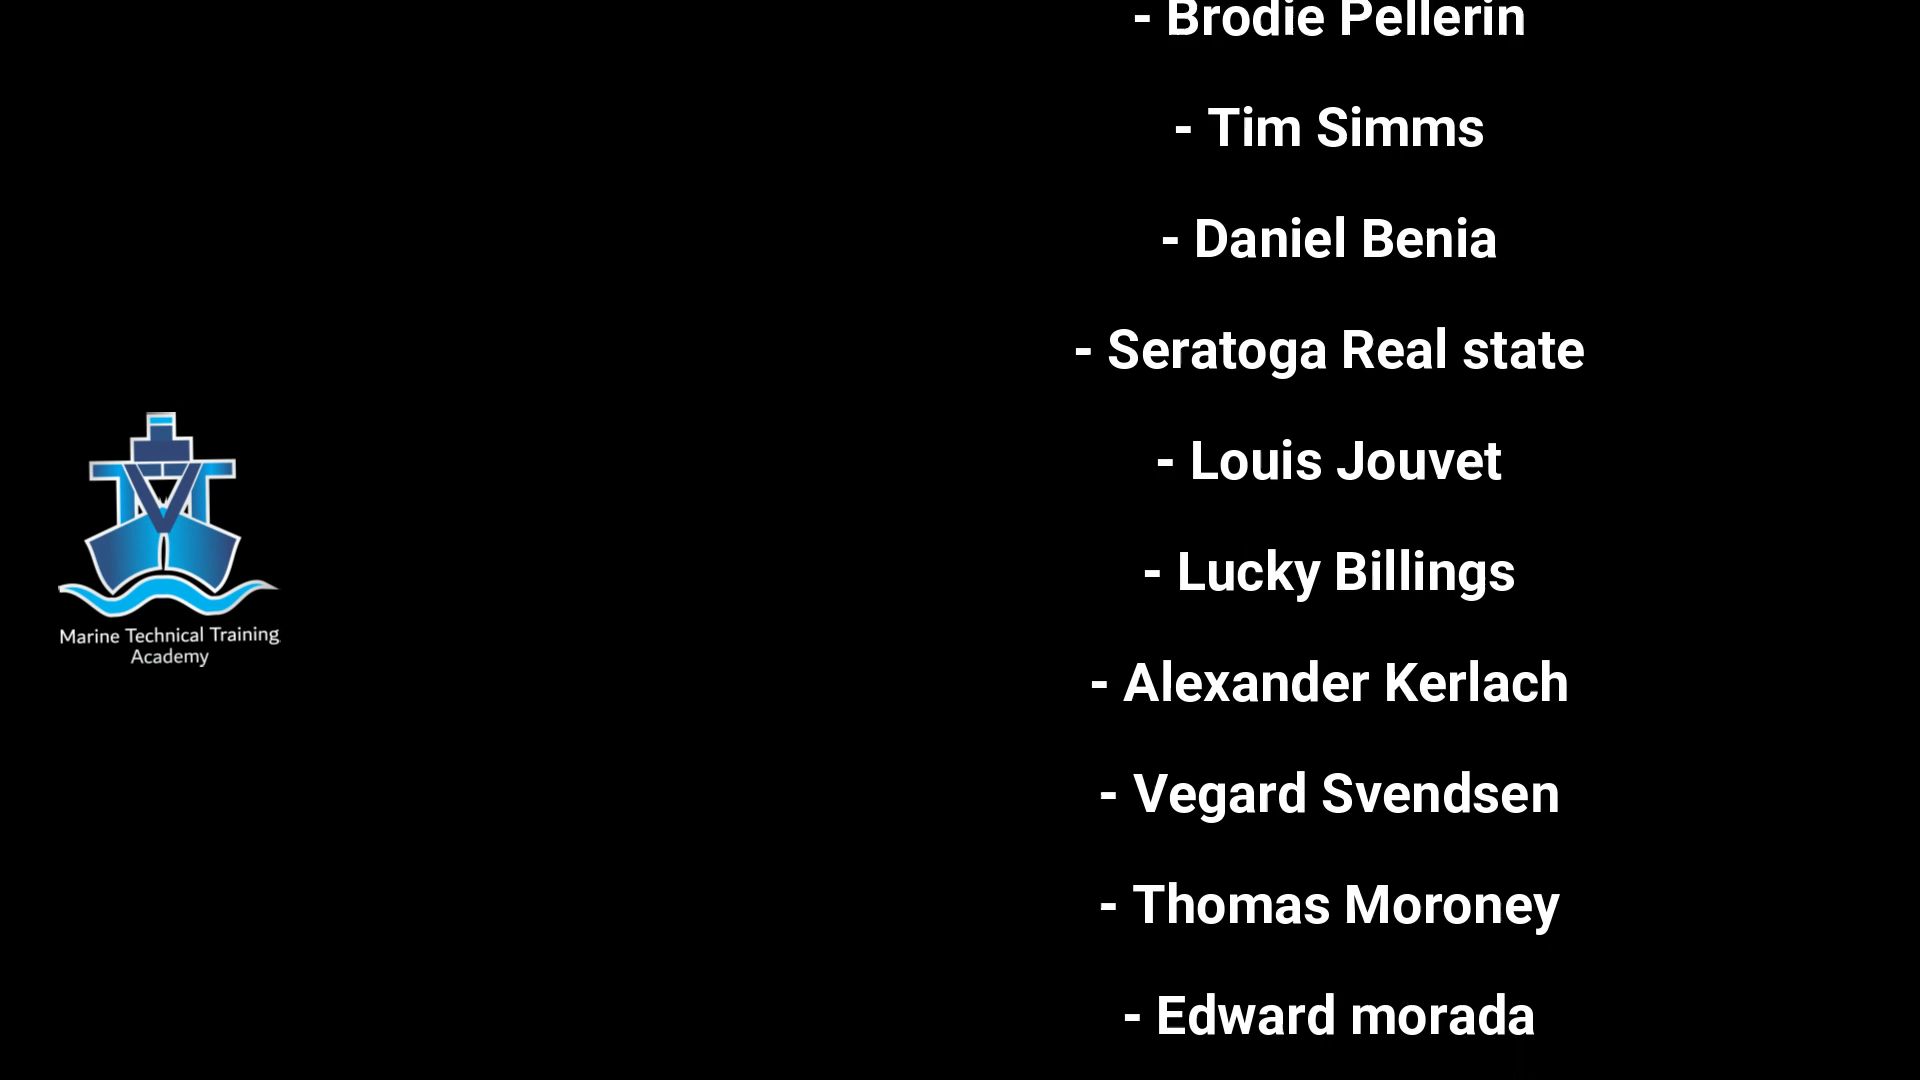 - Brodie Pellerin
- Tim Simms
- Daniel Benia
- Seratoga Real state
- Louis Jouvet
- Lucky Billings
- Alexander Kerlach
- Vegard Svendsen
- Thomas Moroney
- Edward morada
Marine Technical Training
Academy